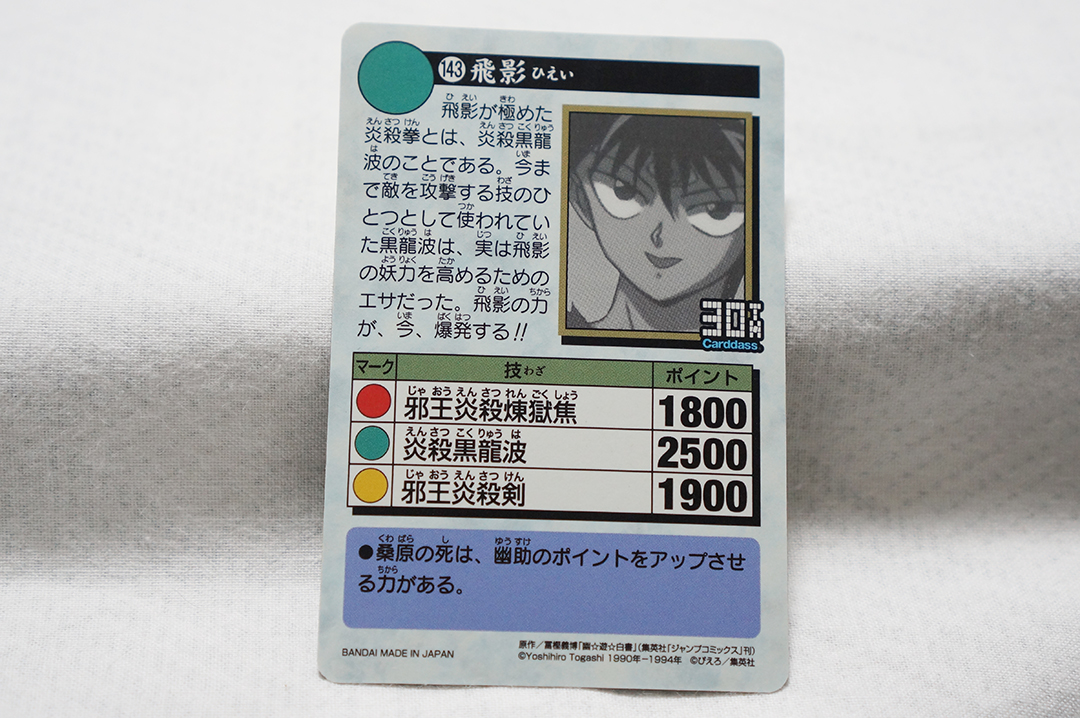 143 飛影 ひえい
飛影が極めた
炎殺拳とは、炎殺黒龍
波のことである。今ま
で敵を攻撃する技のひ
とつとして使われてい
た黒龍波は、実は飛影
の妖力を高めるための
エサだった。飛影の力
が、今、爆発する!!
30TH
Carddass
マーク 技わざ ポイント
邪王炎殺煉獄焦 1800
炎殺黒龍波 2500
邪王炎殺剣 1900
●桑原の死は、幽助のポイントをアップさせ
る力がある。
BANDAI MADE IN JAPAN
原作／冨樫義博「幽☆遊☆白書」(集英社「ジャンプコミックス」刊)
©Yoshihiro Togashi 1990年−1994年 ©ぴえろ／集英社